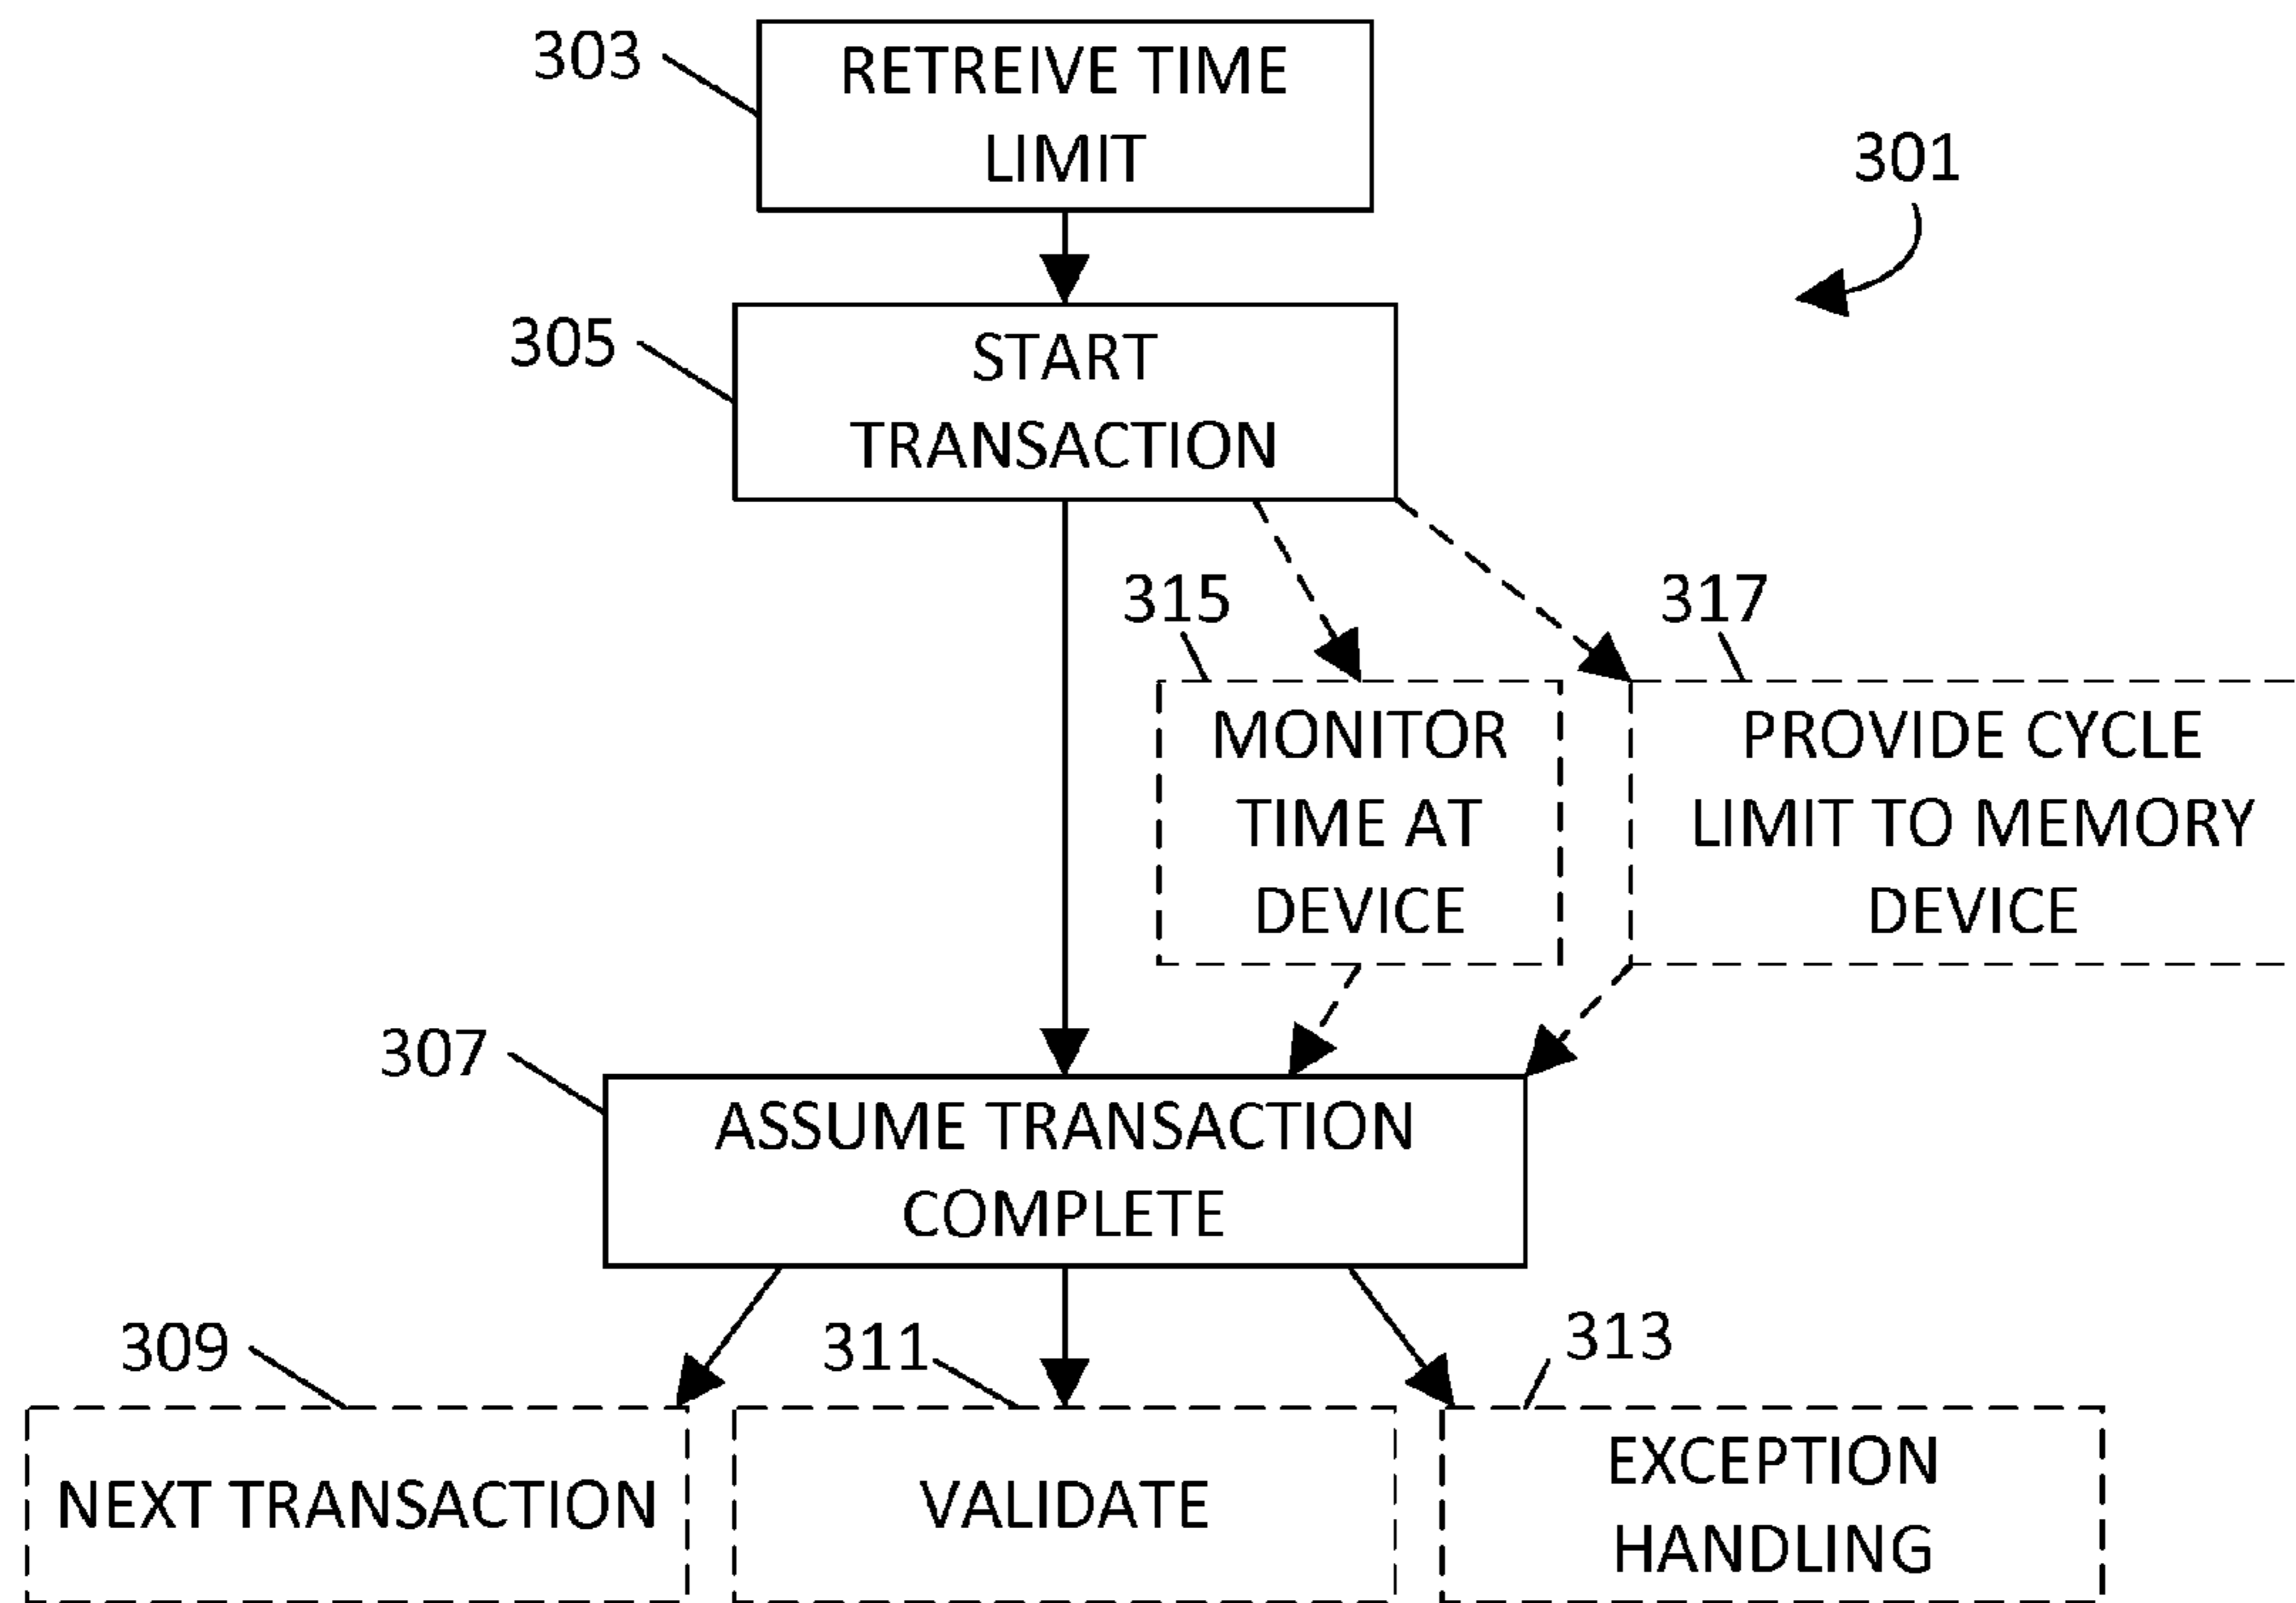 303
RETREIVE TIME
LIMIT
301
305
START
TRANSACTION
315
317
MONITOR
TIME AT
DEVICE
PROVIDE CYCLE
LIMIT TO MEMORY
DEVICE
307
ASSUME TRANSACTION
COMPLETE
309
311
313
NEXT TRANSACTION
VALIDATE
EXCEPTION
HANDLING